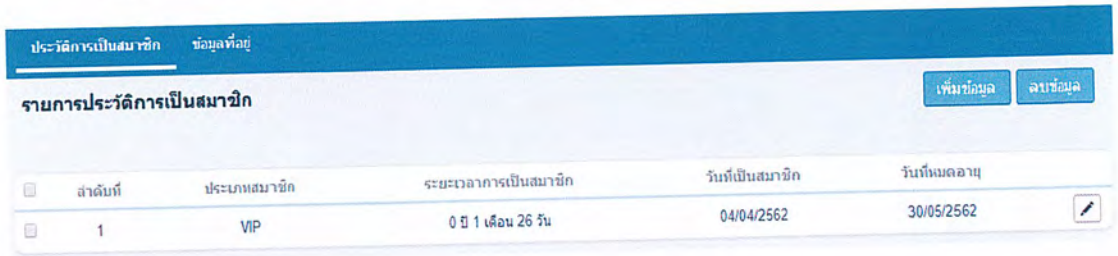 ประวัติการเป็นสมาชิก ข้อมูลที่อยู่
รายการประวัติการเป็นสมาชิก เพิ่มข้อมูล ลบข้อมูล
ลำดับที่ ประเภทสมาชิก ระยะเวลาการเป็นสมาชิก วันที่เป็นสมาชิก วันที่หมดอายุ
1 VIP 0 ปี 1 เดือน 26 วัน 04/04/2562 30/05/2562